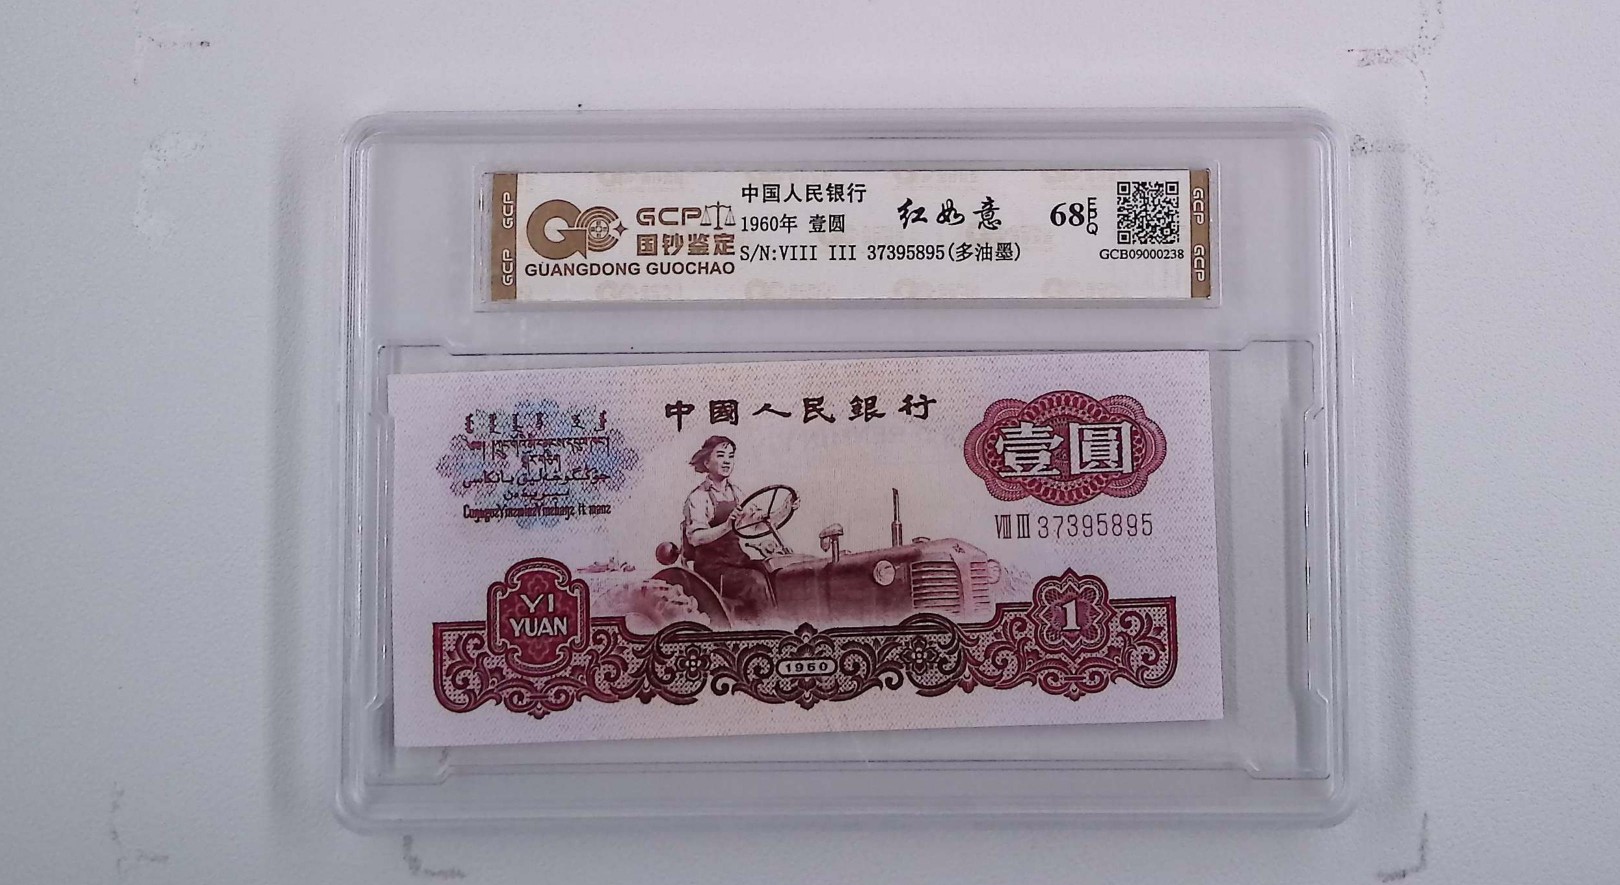 GCP
GCP
GCP国钞鉴定
GUANGDONG GUOCHAO
中国人民银行
1960年 壹圆
S/N:VIII III 37395895(多油墨)
红如意
68EPQ
GCB09000238
GCP
GCP
中國人民銀行
壹圓
VIII III 37395895
YI
YUAN
1960
1